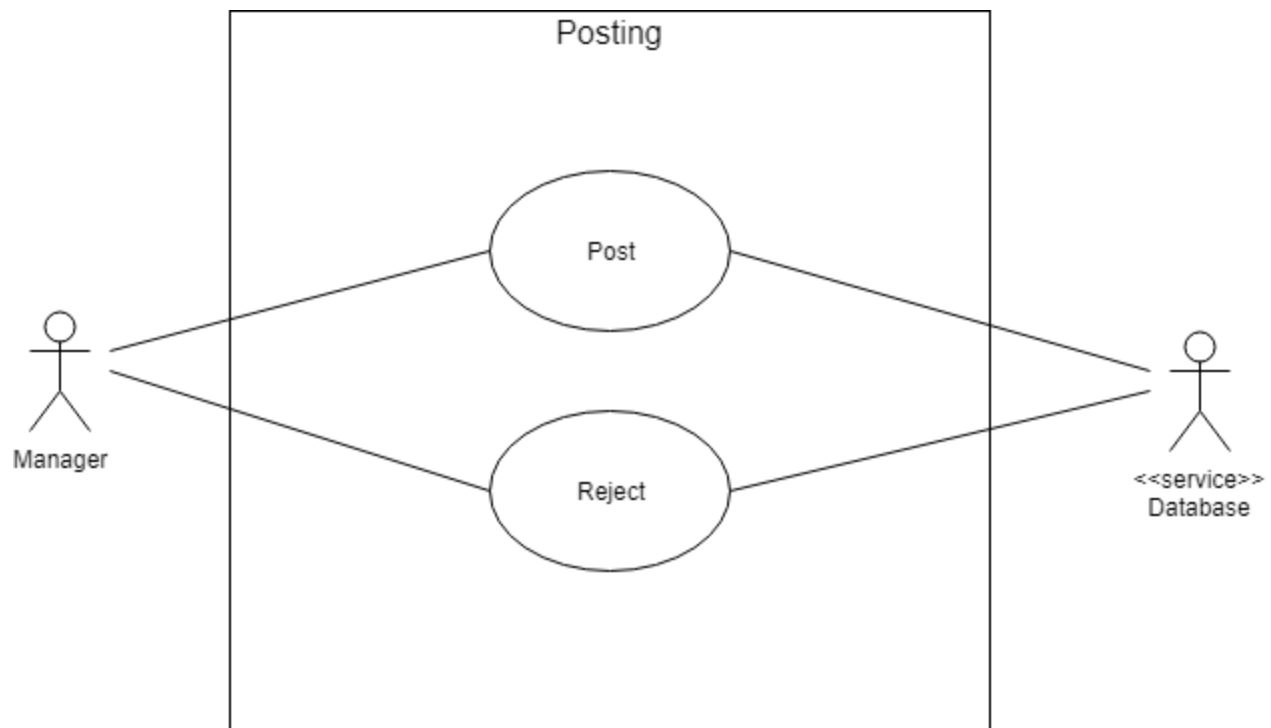 Posting
Post
Manager
Reject
<<service>>
Database